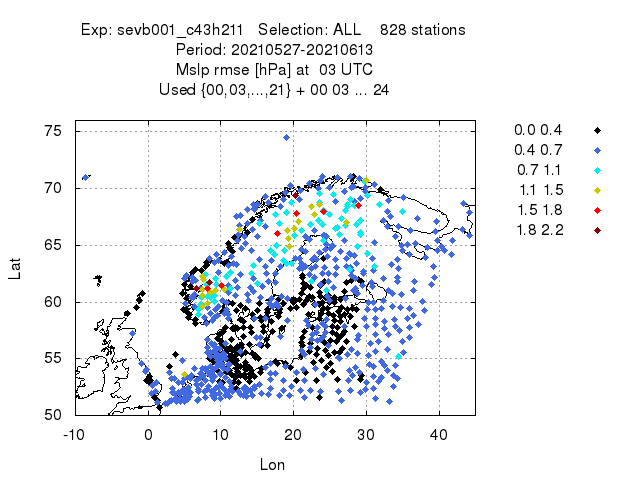 Exp: sevb001_c43h211   Selection: ALL    828 stations
Period: 20210527-20210613
Mslp rmse [hPa] at  03 UTC
Used {00,03,...,21} + 00 03 ... 24
75
70
65
60
55
50
Lat
-10 0 10 20 30 40
Lon
0.0 0.4
0.4 0.7
0.7 1.1
1.1 1.5
1.5 1.8
1.8 2.2